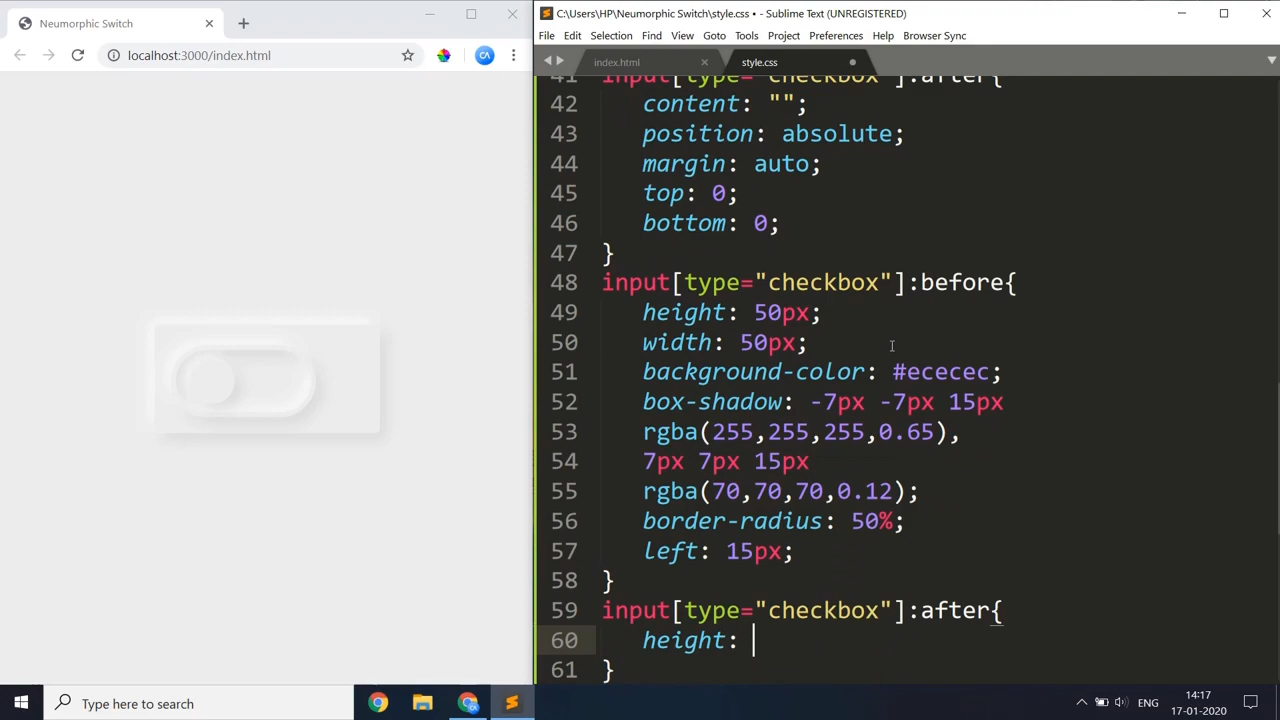 Neumorphic Switch
localhost:3000/index.html
C:\Users\HP\Neumorphic Switch\style.css • - Sublime Text (UNREGISTERED)
File Edit Selection Find View Goto Tools Project Preferences Help Browser Sync
index.html
style.css
41 input[type="checkbox"]:after{
42 content: "";
43 position: absolute;
44 margin: auto;
45 top: 0;
46 bottom: 0;
47 }
48 input[type="checkbox"]:before{
49 height: 50px;
50 width: 50px;
51 background-color: #ececec;
52 box-shadow: -7px -7px 15px
53 rgba(255,255,255,0.65),
54 7px 7px 15px
55 rgba(70,70,70,0.12);
56 border-radius: 50%;
57 left: 15px;
58 }
59 input[type="checkbox"]:after{
60 height:
61 }
Type here to search
ENG
14:17
17-01-2020